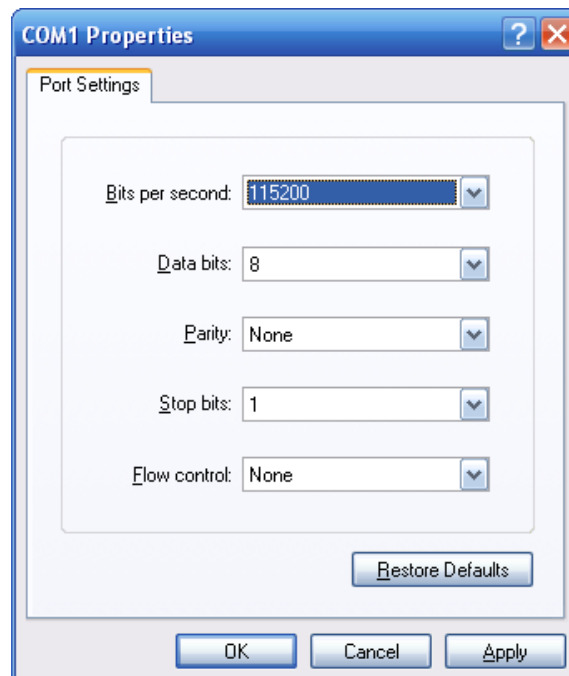 COM1 Properties
Port Settings
Bits per second: 115200
Data bits: 8
Parity: None
Stop bits: 1
Flow control: None
Restore Defaults
OK Cancel Apply